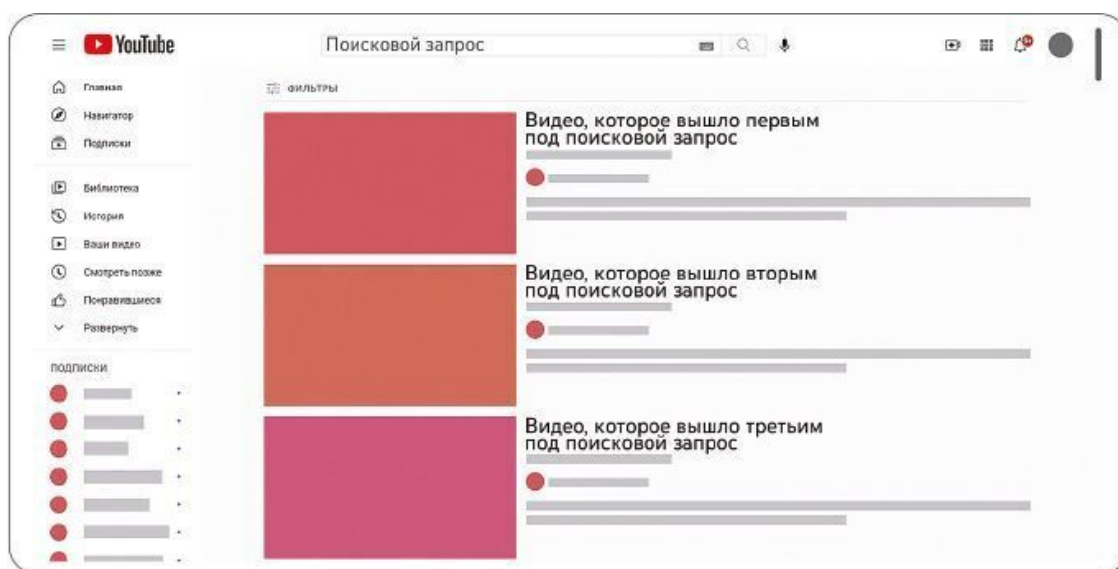 YouTube
Поисковой запрос
9+
Главная
Навигатор
Подписки
Библиотека
История
Ваши видео
Смотреть позже
Понравившиеся
Развернуть
ПОДПИСКИ
ФИЛЬТРЫ
Видео, которое вышло первым
под поисковой запрос
Видео, которое вышло вторым
под поисковой запрос
Видео, которое вышло третьим
под поисковой запрос